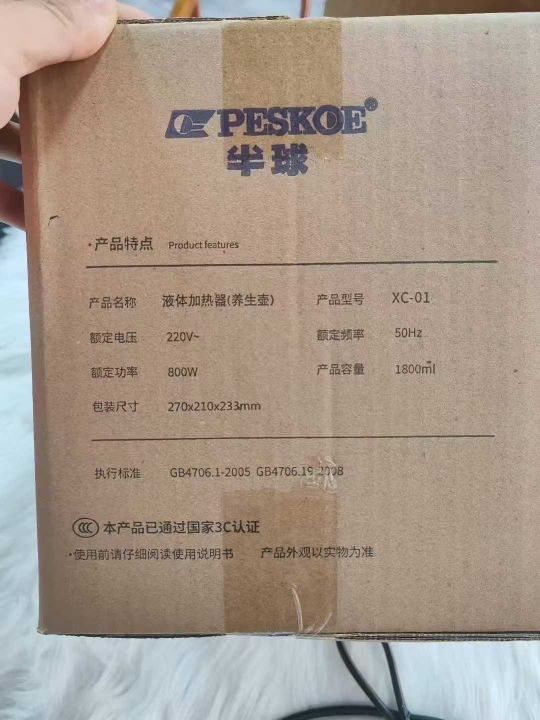 PESKOE®
半球
·产品特点 Product features
产品名称 液体加热器(养生壶) 产品型号 XC-01
额定电压 220V~ 额定频率 50Hz
额定功率 800W 产品容量 1800ml
包装尺寸 270x210x233mm
执行标准 GB4706.1-2005 GB4706.19-2008
CCC 本产品已通过国家3C认证
·使用前请仔细阅读使用说明书 产品外观以实物为准